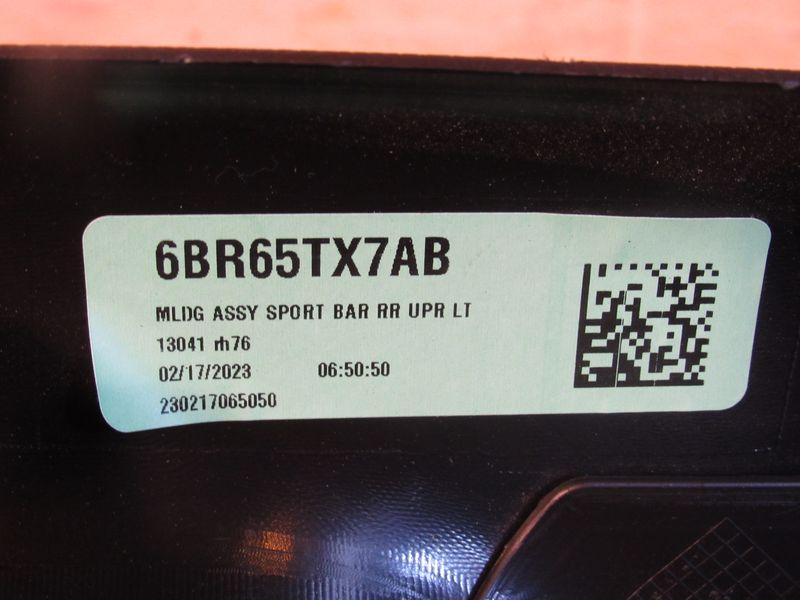 6BR65TX7AB
MLDG ASSY SPORT BAR RR UPR LT
13041 rh76
02/17/2023 06:50:50
230217065050